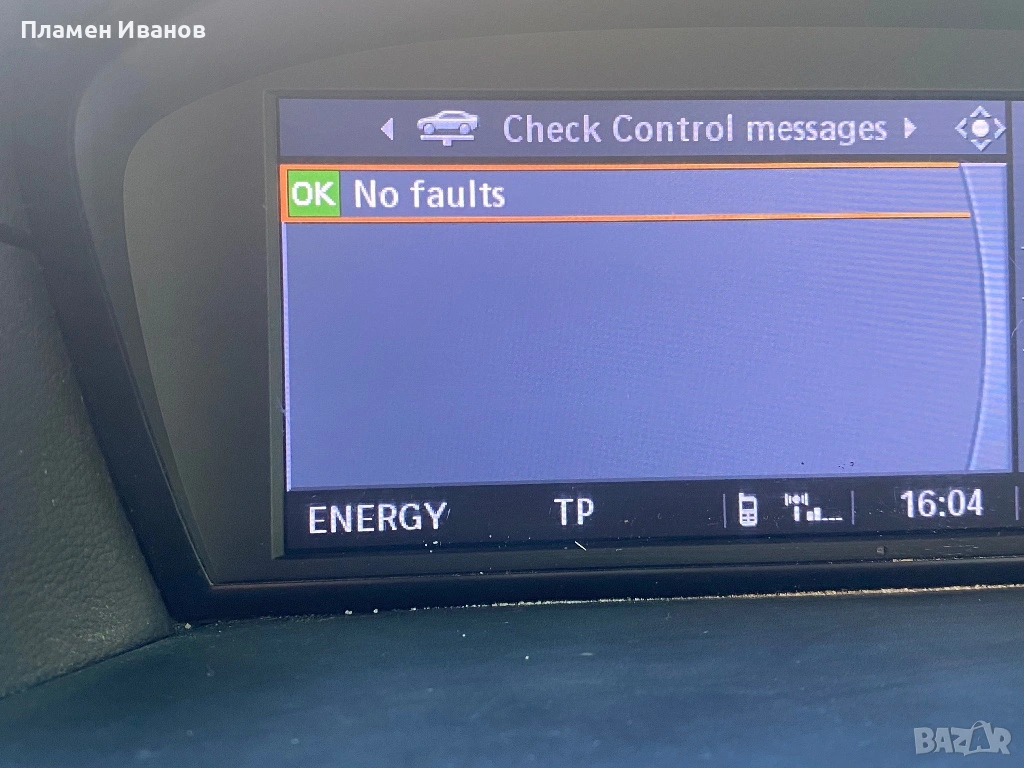 Пламен Иванов
Check Control messages
OK No faults
ENERGY TP 16:04
BAZAR